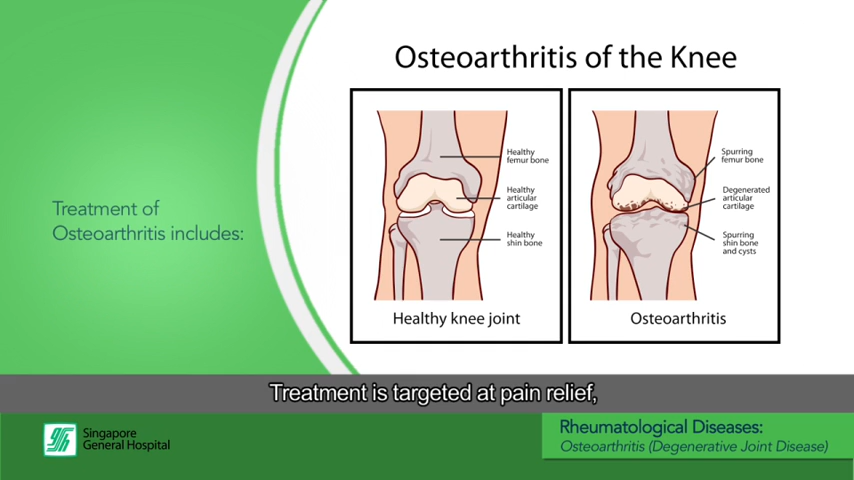 Osteoarthritis of the Knee
Treatment of
Osteoarthritis includes:
Healthy
femur bone
Healthy
articular
cartilage
Healthy
shin bone
Healthy knee joint
Spurring
femur bone
Degenerated
articular
cartilage
Spurring
shin bone
and cysts
Osteoarthritis
Treatment is targeted at pain relief,
Singapore
General Hospital
Rheumatological Diseases:
Osteoarthritis (Degenerative Joint Disease)